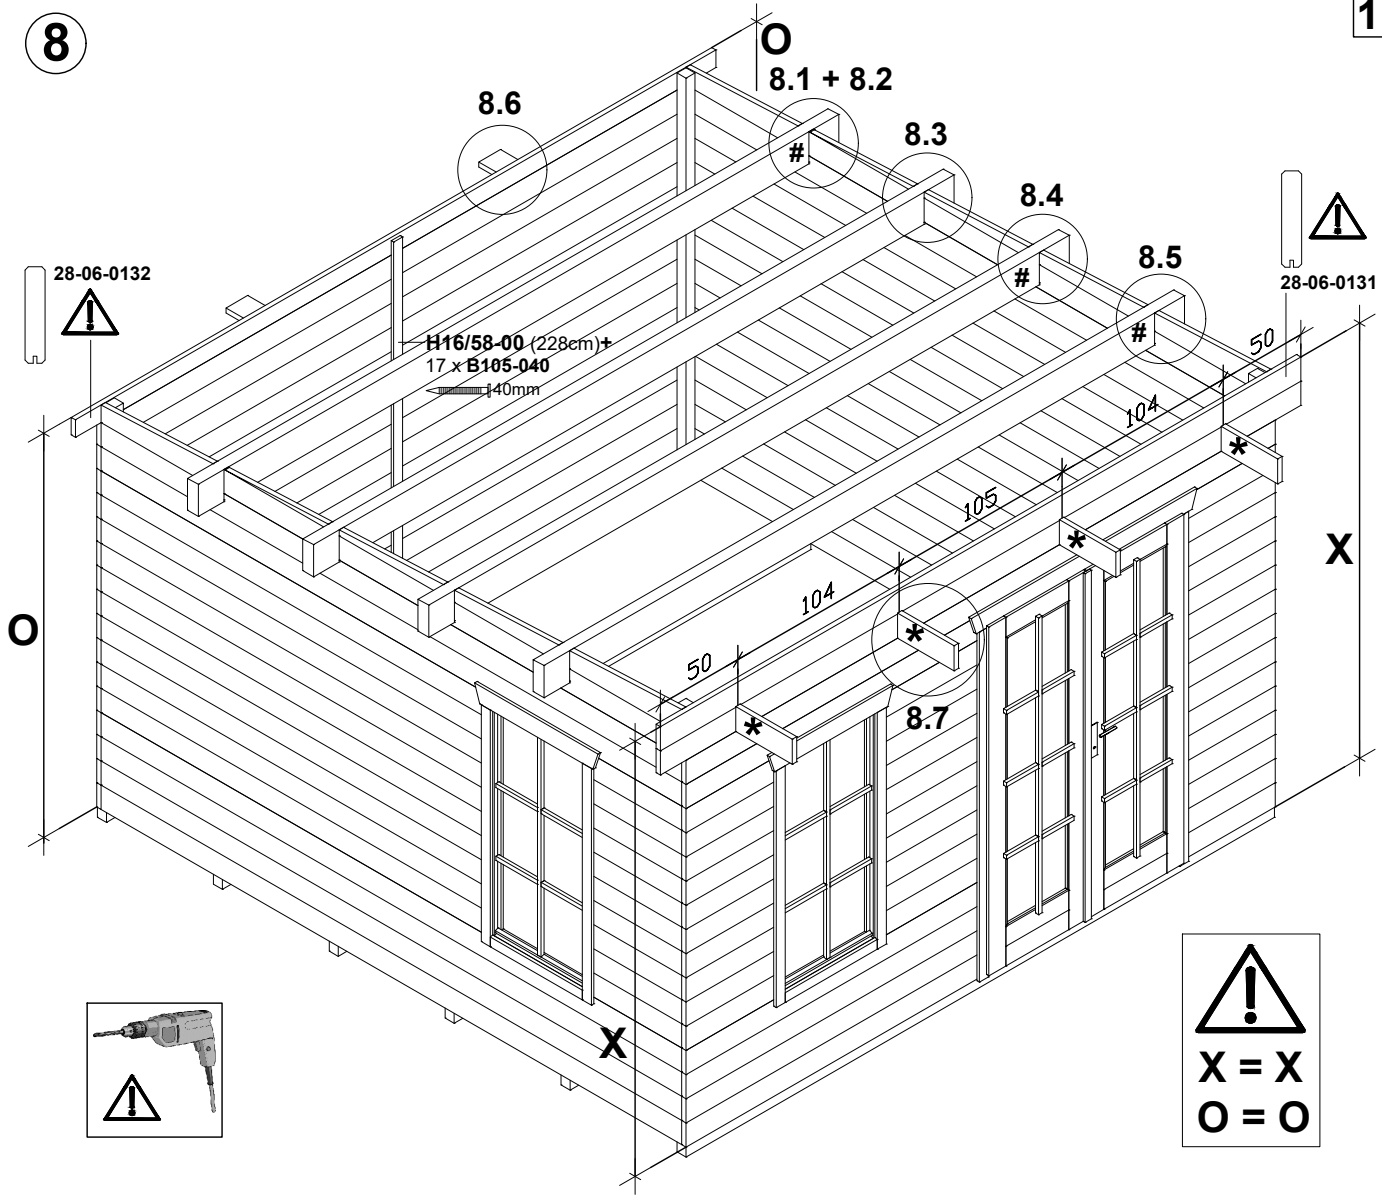 8
1
O
8.1 + 8.2
8.6
8.3
8.4
8.5
#
#
#
28-06-0132
28-06-0131
H16/58-00 (228cm)+
17 x B105-040
40mm
50
104
105
104
50
*
*
*
*
8.7
O
X
X
X = X
O = O